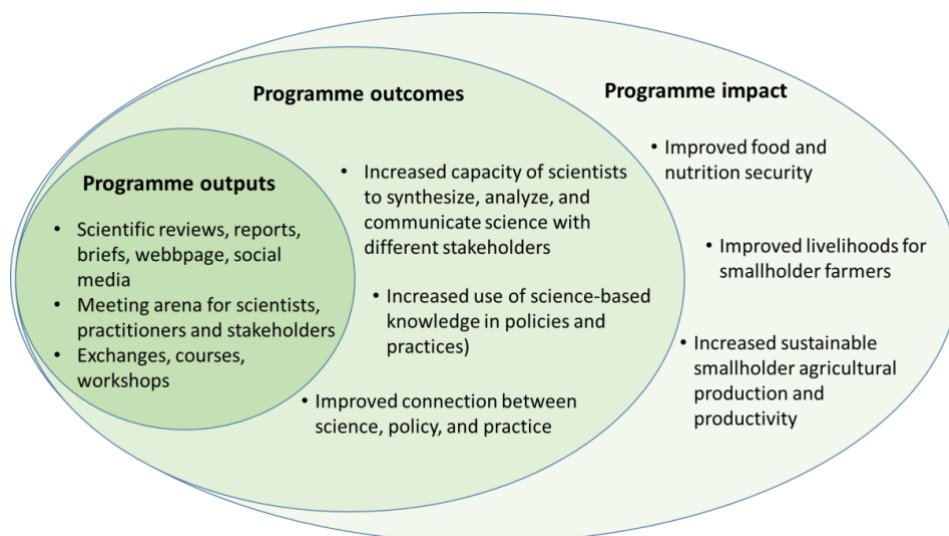 Programme outputs
• Scientific reviews, reports,
briefs, webbpage, social
media
• Meeting arena for scientists,
practitioners and stakeholders
• Exchanges, courses,
workshops
Programme outcomes
• Increased capacity of scientists
to synthesize, analyze, and
communicate science with
different stakeholders
• Increased use of science-based
knowledge in policies and
practices)
• Improved connection between
science, policy, and practice
Programme impact
• Improved food and
nutrition security
• Improved livelihoods for
smallholder farmers
• Increased sustainable
smallholder agricultural
production and
productivity